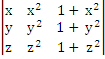 |x x² 1 + x²|
|y y² 1 + y²|
|z z² 1 + z²|